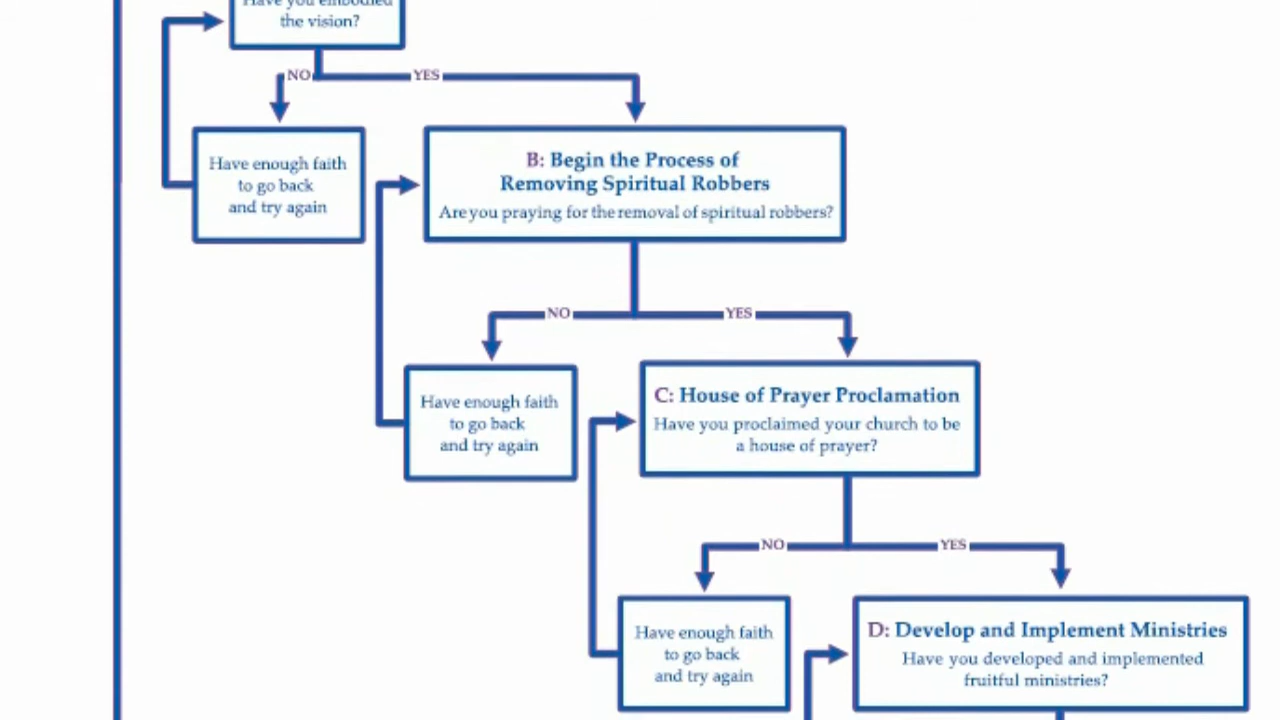 Have you embodied
the vision?
NO
YES
Have enough faith
to go back
and try again
B: Begin the Process of
Removing Spiritual Robbers
Are you praying for the removal of spiritual robbers?
NO
YES
Have enough faith
to go back
and try again
C: House of Prayer Proclamation
Have you proclaimed your church to be
a house of prayer?
NO
YES
Have enough faith
to go back
and try again
D: Develop and Implement Ministries
Have you developed and implemented
fruitful ministries?